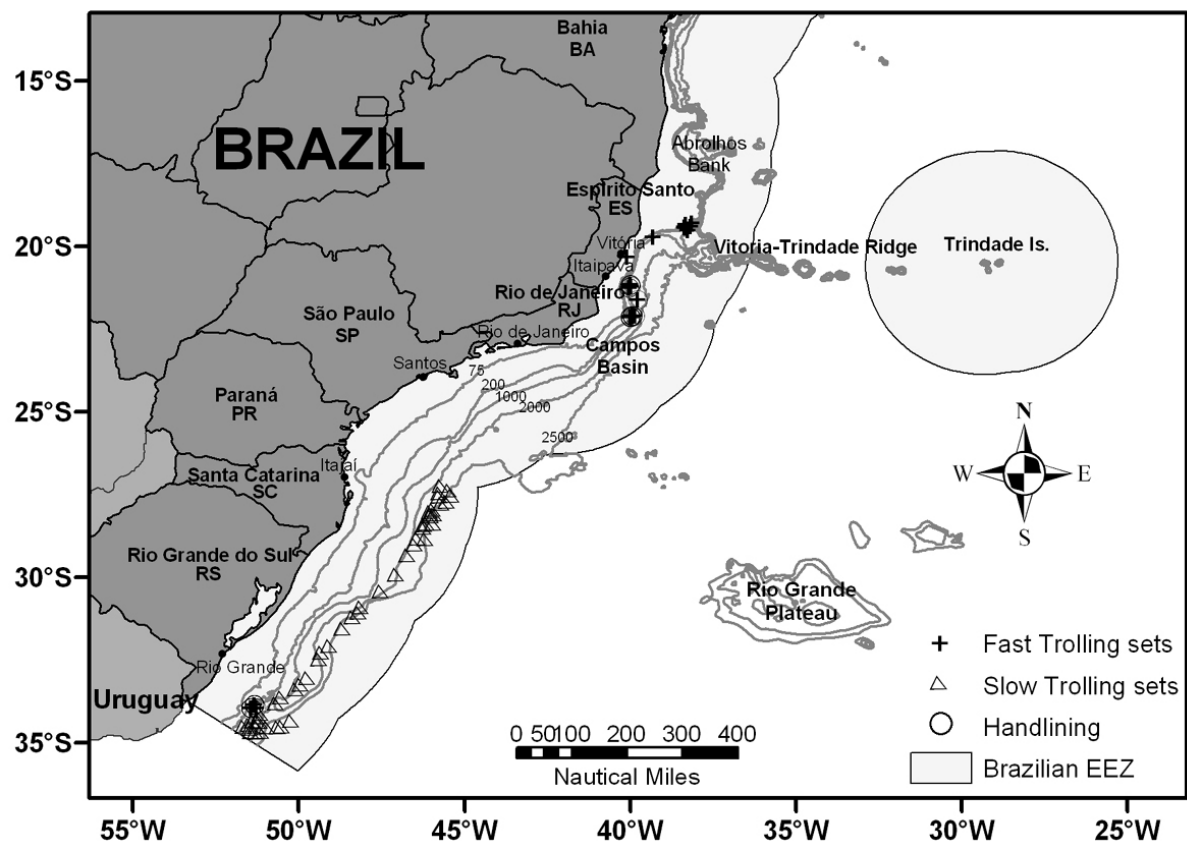 Bahia
BA
15°S
BRAZIL
Abrolhos
Bank
Espírito Santo
ES
20°S
Vitória
Vitoria-Trindade Ridge
Trindade Is.
Itaipava
Rio de Janeiro
RJ
São Paulo
SP
Rio de Janeiro
Campos
Basin
Santos
75
200
1000
2000
2500
Paraná
PR
25°S
N
W
E
S
Itajaí
Santa Catarina
SC
Rio Grande do Sul
RS
30°S
Rio Grande
Plateau
Rio Grande
Uruguay
35°S
Fast Trolling sets
Slow Trolling sets
Handlining
Brazilian EEZ
0 50 100 200 300 400
Nautical Miles
55°W 50°W 45°W 40°W 35°W 30°W 25°W